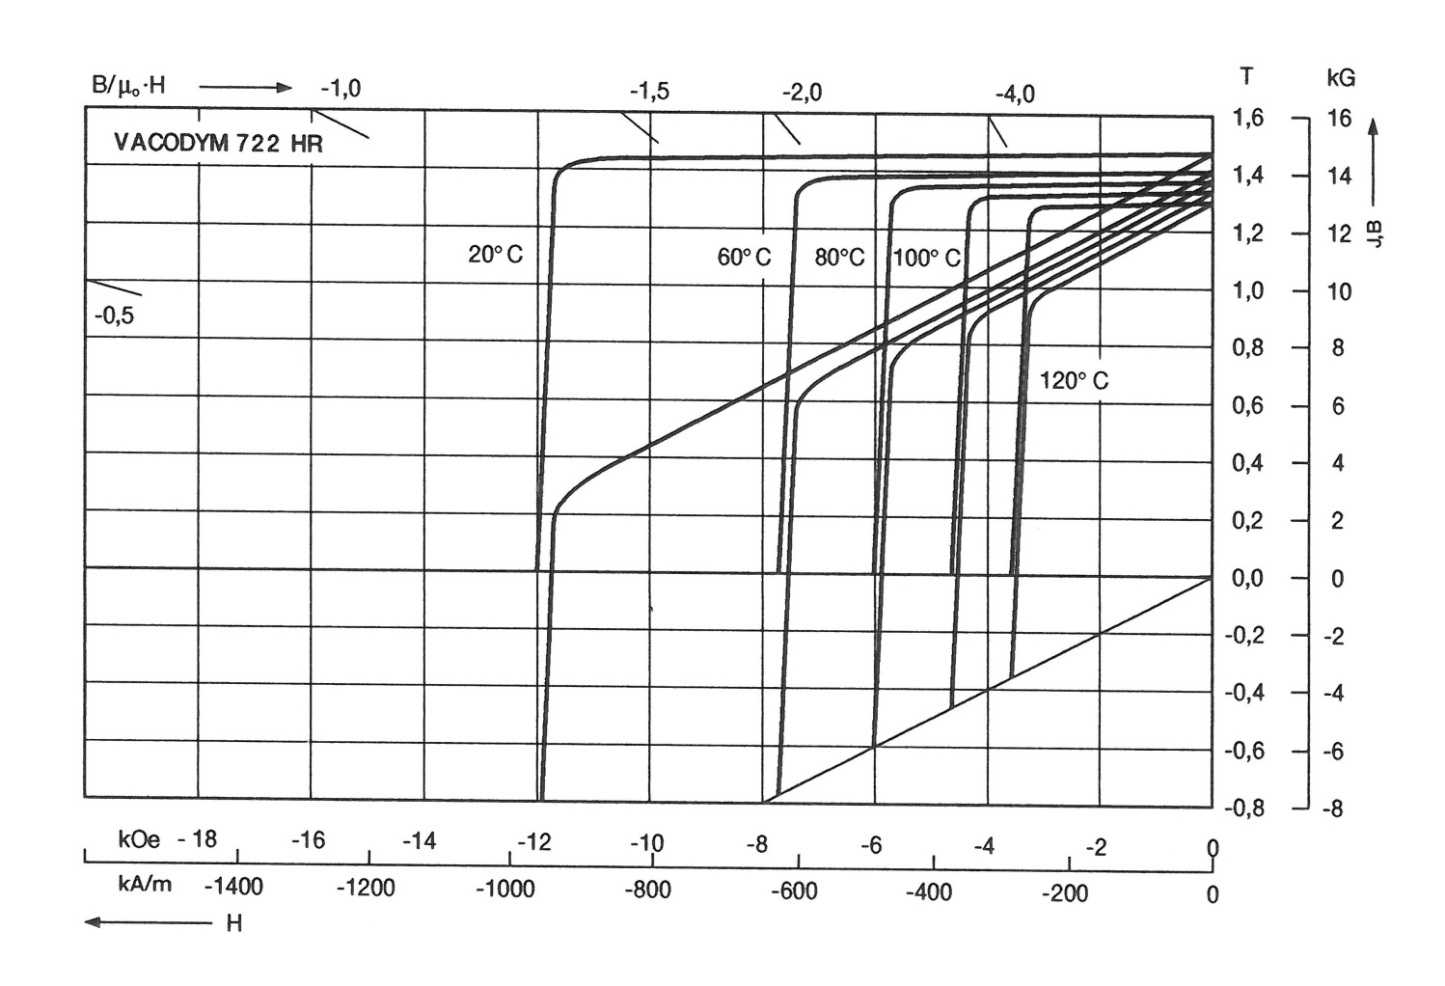 B/μ₀·H -1,0 -1,5 -2,0 -4,0 T kG
1,6 16
VACODYM 722 HR
1,4 14
J,B
1,2 12
20° C 60° C 80°C 100° C
1,0 10
-0,5
0,8 8
120° C
0,6 6
0,4 4
0,2 2
0,0 0
-0,2 -2
-0,4 -4
-0,6 -6
-0,8 -8
kOe - 18 -16 -14 -12 -10 -8 -6 -4 -2 0
kA/m -1400 -1200 -1000 -800 -600 -400 -200 0
H